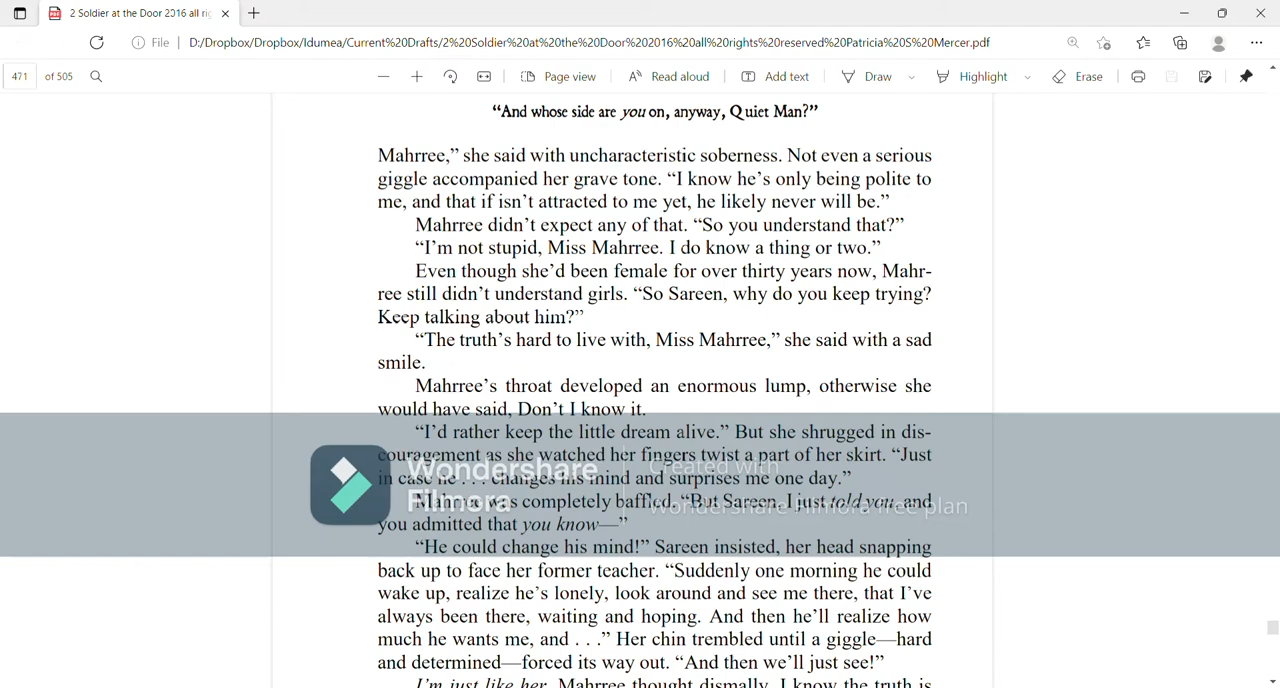 2 Soldier at the Door 2016 all ri
File | D:/Dropbox/Dropbox/Idumea/Current%20Drafts/2%20Soldier%20at%20the%20Door%202016%20all%20rights%20reserved%20Patricia%20S%20Mercer.pdf
471 of 505 Page view Read aloud Add text Draw Highlight Erase
“And whose side are you on, anyway, Quiet Man?”
Mahrree,” she said with uncharacteristic soberness. Not even a serious
giggle accompanied her grave tone. “I know he’s only being polite to
me, and that if isn’t attracted to me yet, he likely never will be.”
Mahrree didn’t expect any of that. “So you understand that?”
“I’m not stupid, Miss Mahrree. I do know a thing or two.”
Even though she’d been female for over thirty years now, Mahr-
ree still didn’t understand girls. “So Sareen, why do you keep trying?
Keep talking about him?”
“The truth’s hard to live with, Miss Mahrree,” she said with a sad
smile.
Mahrree’s throat developed an enormous lump, otherwise she
would have said, Don’t I know it.
“I’d rather keep the little dream alive.” But she shrugged in dis-
couragement as she watched her fingers twist a part of her skirt. “Just
in case he . . . changes his mind and surprises me one day.”
Mahrree was completely baffled. “But Sareen, I just told you, and
you admitted that you know—”
“He could change his mind!” Sareen insisted, her head snapping
back up to face her former teacher. “Suddenly one morning he could
wake up, realize he’s lonely, look around and see me there, that I’ve
always been there, waiting and hoping. And then he’ll realize how
much he wants me, and . . .” Her chin trembled until a giggle—hard
and determined—forced its way out. “And then we’ll just see!”
I’m just like her, Mahrree thought dismally. I know the truth is
Wondershare
Filmora
Created with
Wondershare Filmora free plan